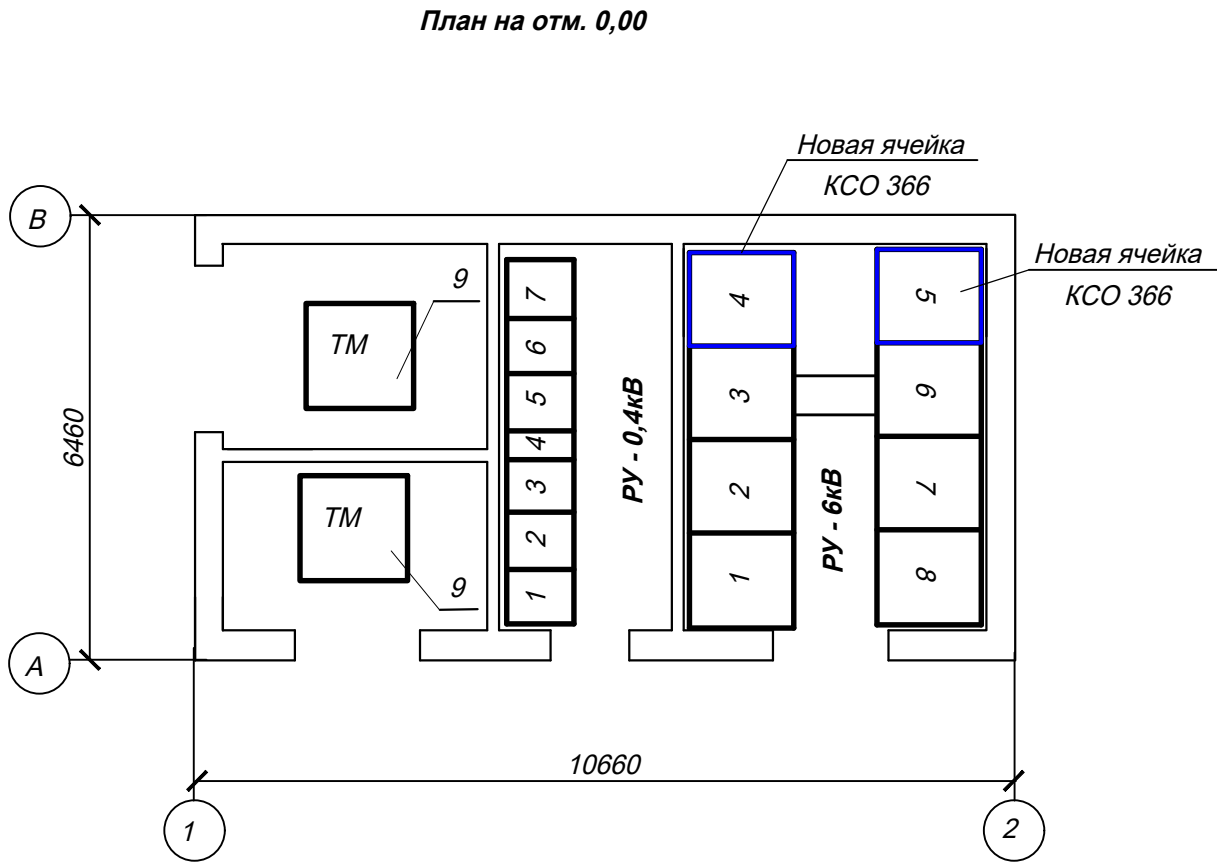 План на отм. 0,00
Новая ячейка
КСО 366
Новая ячейка
КСО 366
В
А
6460
10660
1
2
ТМ
9
ТМ
9
7
6
5
4
3
2
1
РУ - 0,4кВ
4
3
2
1
РУ - 6кВ
5
6
7
8